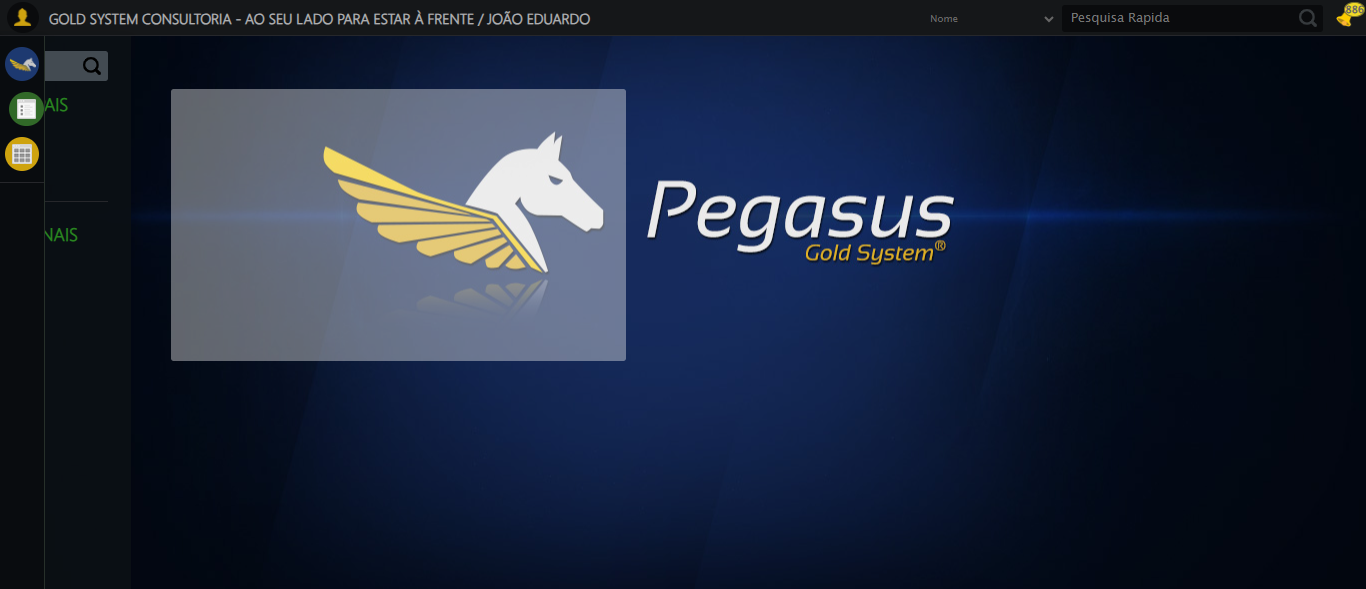 GOLD SYSTEM CONSULTORIA - AO SEU LADO PARA ESTAR À FRENTE / JOÃO EDUARDO
Nome
Pesquisa Rapida
886
AIS
NAIS
Pegasus
Gold System®